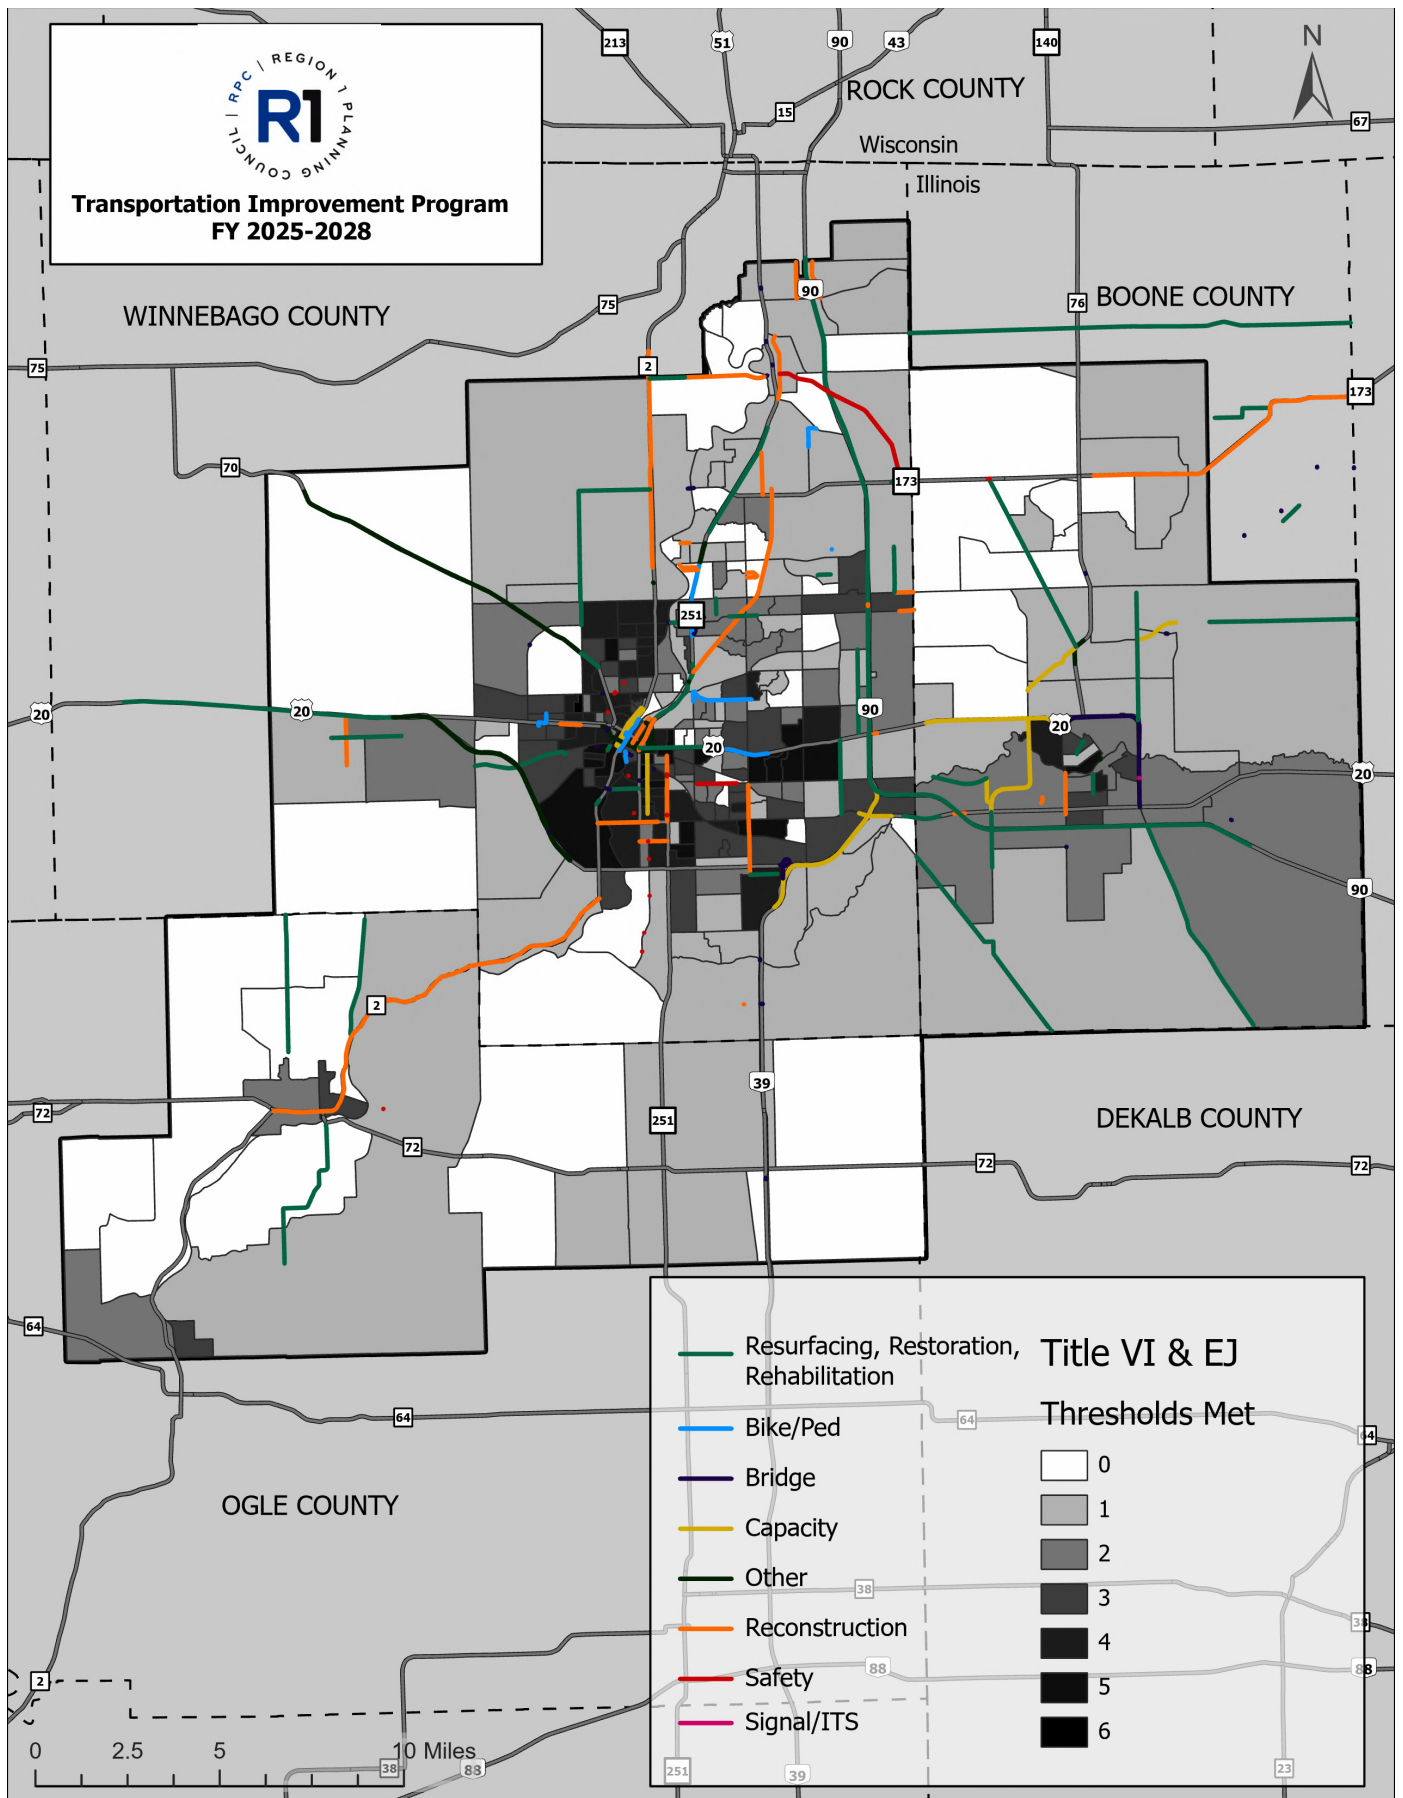 RPC | REGION 1 PLANNING COUNCIL |
R1
Transportation Improvement Program
FY 2025-2028
N
213
51
90
43
140
ROCK COUNTY
15
67
Wisconsin
Illinois
90
76
BOONE COUNTY
75
WINNEBAGO COUNTY
75
2
173
70
173
251
20
20
90
20
20
20
90
2
72
39
251
DEKALB COUNTY
72
72
72
64
64
OGLE COUNTY
2
Resurfacing, Restoration,
Rehabilitation
Bike/Ped
Bridge
Capacity
Other
Reconstruction
Safety
Signal/ITS
Title VI & EJ
Thresholds Met
0
1
2
3
4
5
6
64
64
38
38
88
88
251
39
23
0 2.5 5 10 Miles
38
88